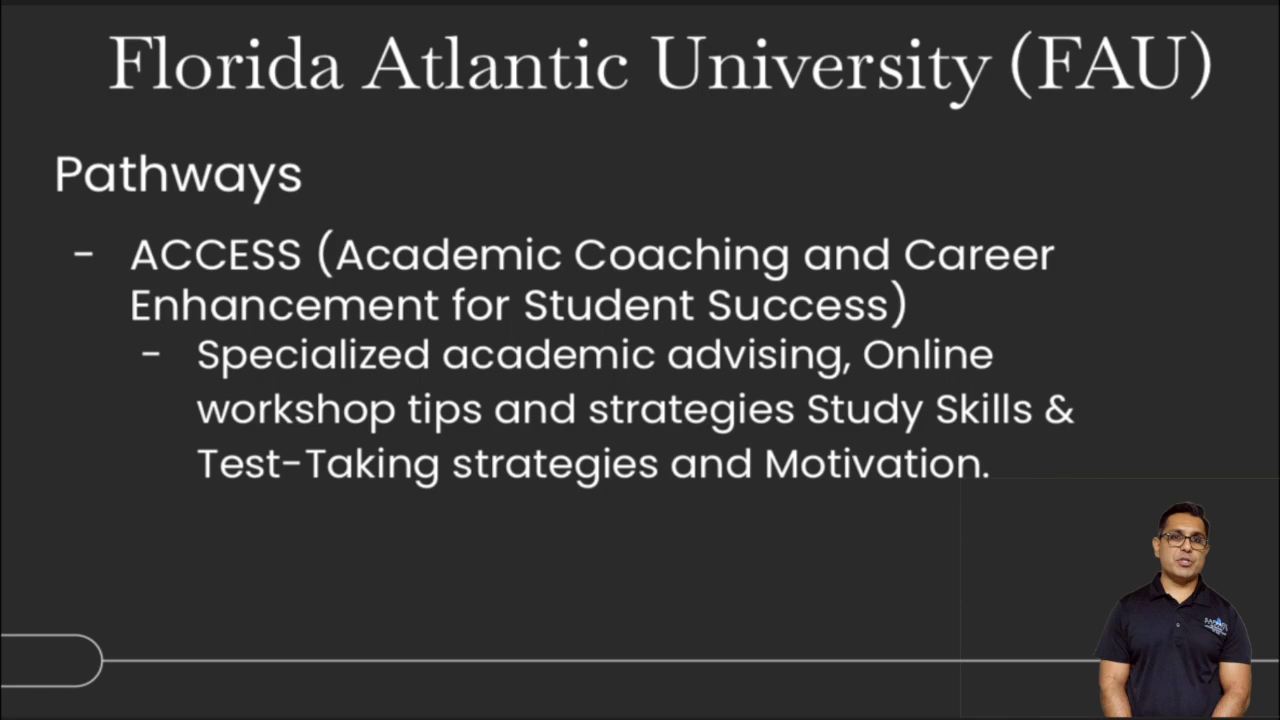 Florida Atlantic University (FAU)
Pathways
- ACCESS (Academic Coaching and Career
Enhancement for Student Success)
- Specialized academic advising, Online
workshop tips and strategies Study Skills &
Test-Taking strategies and Motivation.